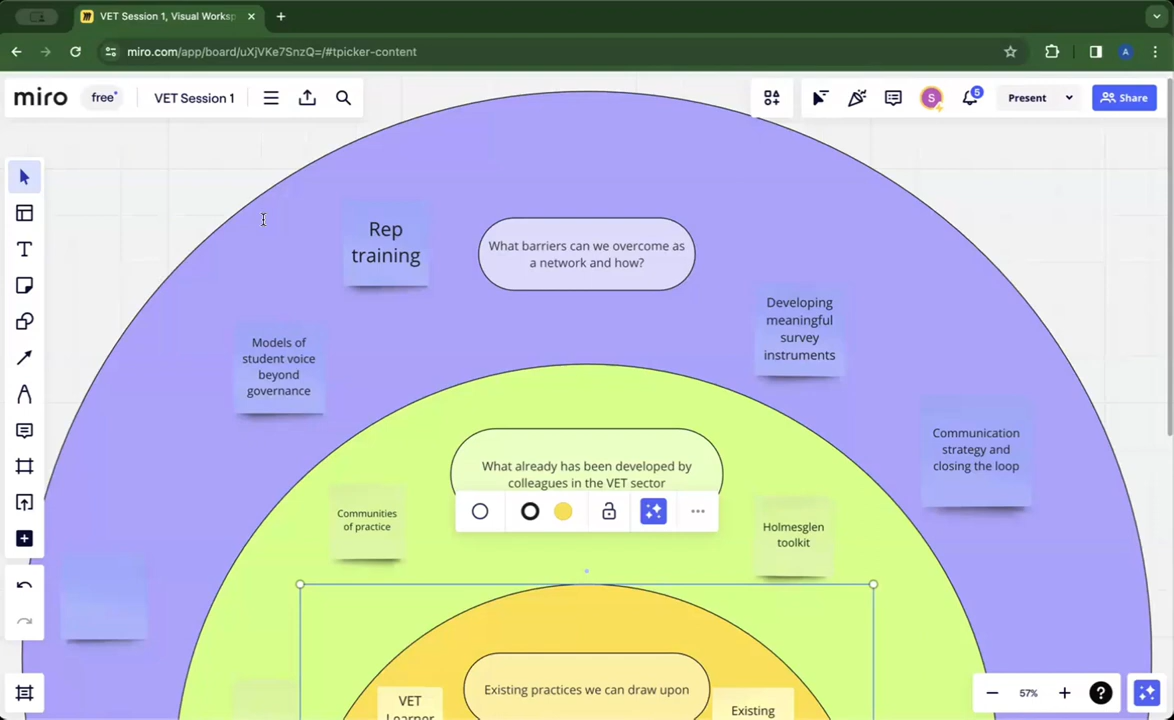 VET Session 1, Visual Worksp
miro.com/app/board/uXjVKe7SnzQ=/#tpicker-content
A
miro
free
VET Session 1
S
5
Present
Share
Rep
training
What barriers can we overcome as
a network and how?
Developing
meaningful
survey
instruments
Models of
student voice
beyond
governance
Communication
strategy and
closing the loop
What already has been developed by
colleagues in the VET sector
Communities
of practice
Holmesglen
toolkit
Existing practices we can draw upon
VET
Learner
Existing
57%